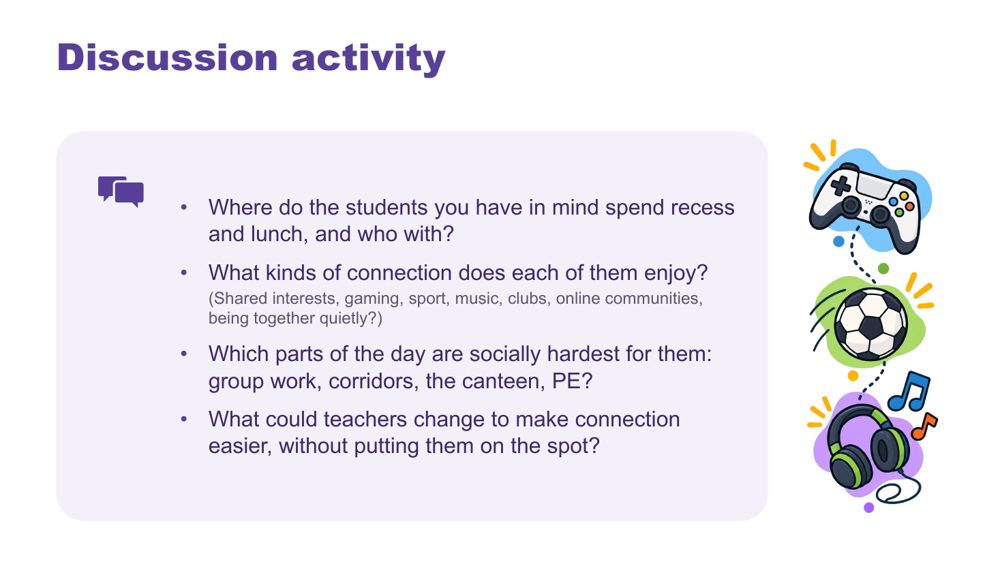 Discussion activity
• Where do the students you have in mind spend recess
and lunch, and who with?
• What kinds of connection does each of them enjoy?
(Shared interests, gaming, sport, music, clubs, online communities,
being together quietly?)
• Which parts of the day are socially hardest for them:
group work, corridors, the canteen, PE?
• What could teachers change to make connection
easier, without putting them on the spot?